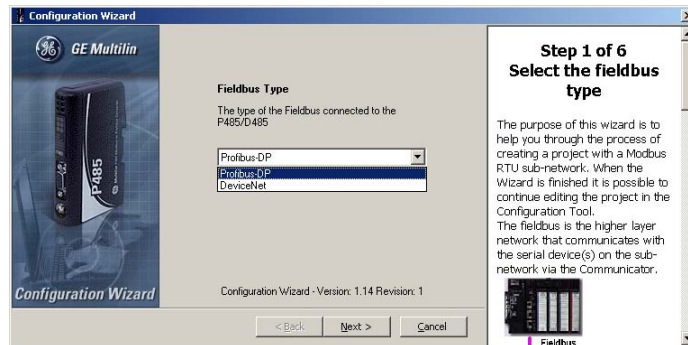 Configuration Wizard
GE Multilin
P485
Configuration Wizard
Fieldbus Type
The type of the Fieldbus connected to the
P485/D485
Profibus-DP
Profibus-DP
DeviceNet
Configuration Wizard - Version: 1.14 Revision: 1
< Back
Next >
Cancel
Step 1 of 6
Select the fieldbus
type
The purpose of this wizard is to
help you through the process of
creating a project with a Modbus
RTU sub-network. When the
Wizard is finished it is possible to
continue editing the project in the
Configuration Tool.
The fieldbus is the higher layer
network that communicates with
the serial device(s) on the sub-
network via the Communicator.
Fieldbus